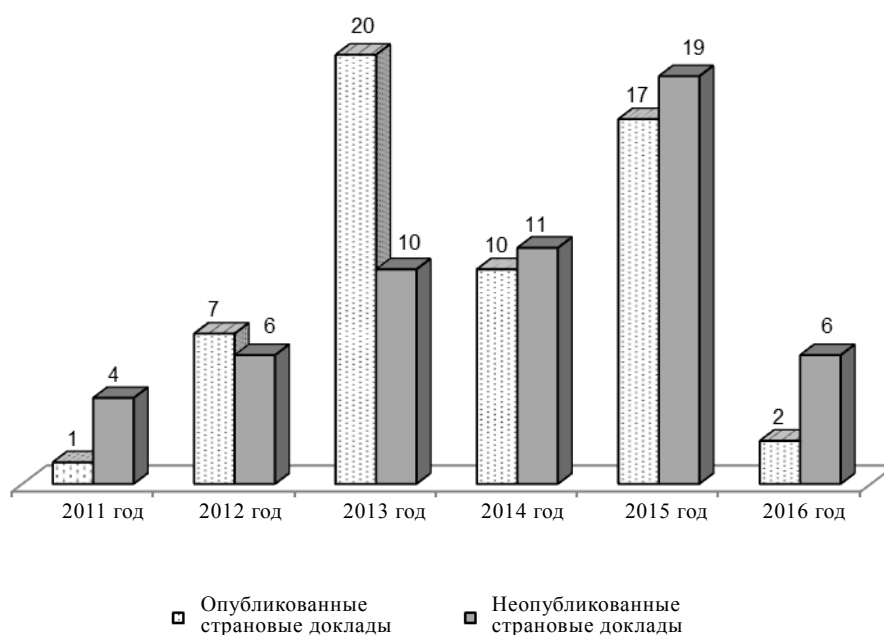 20
19
17
10
11
10
7
6
6
4
2
1
2011 год 2012 год 2013 год 2014 год 2015 год 2016 год
Опубликованные
страновые доклады
Неопубликованные
страновые доклады